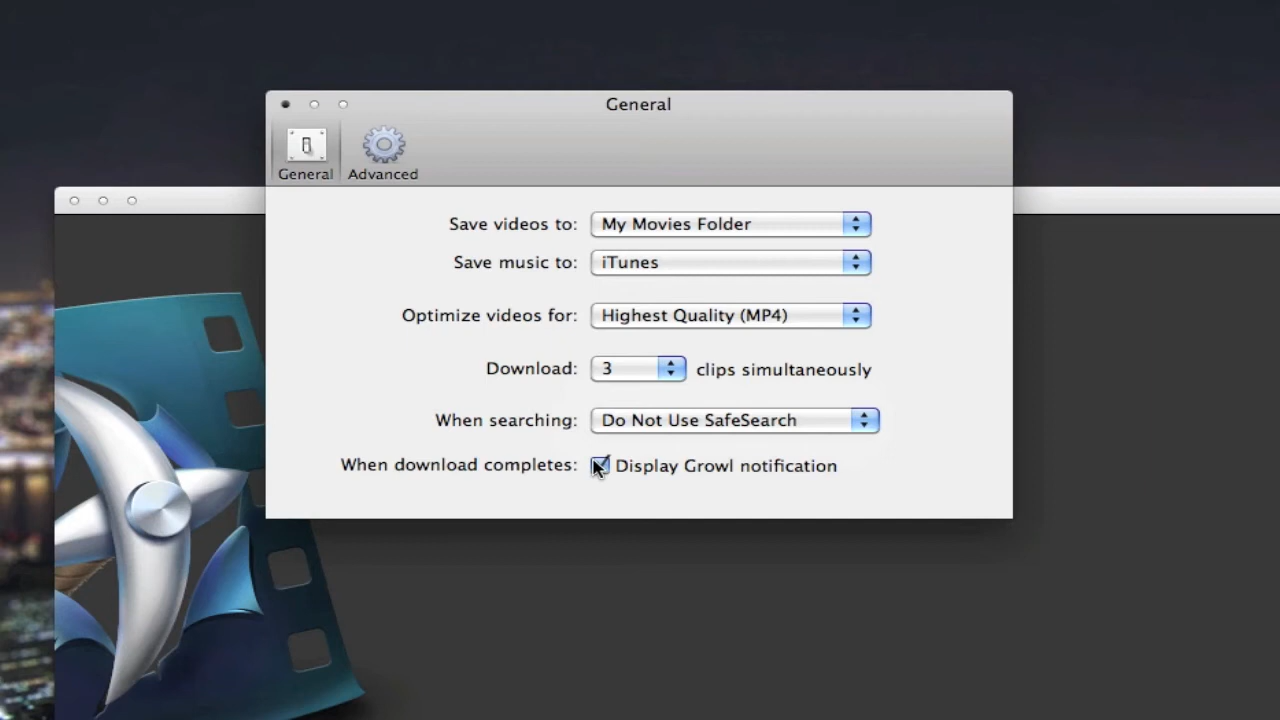 General
General
Advanced
Save videos to: My Movies Folder
Save music to: iTunes
Optimize videos for: Highest Quality (MP4)
Download: 3 clips simultaneously
When searching: Do Not Use SafeSearch
When download completes: Display Growl notification